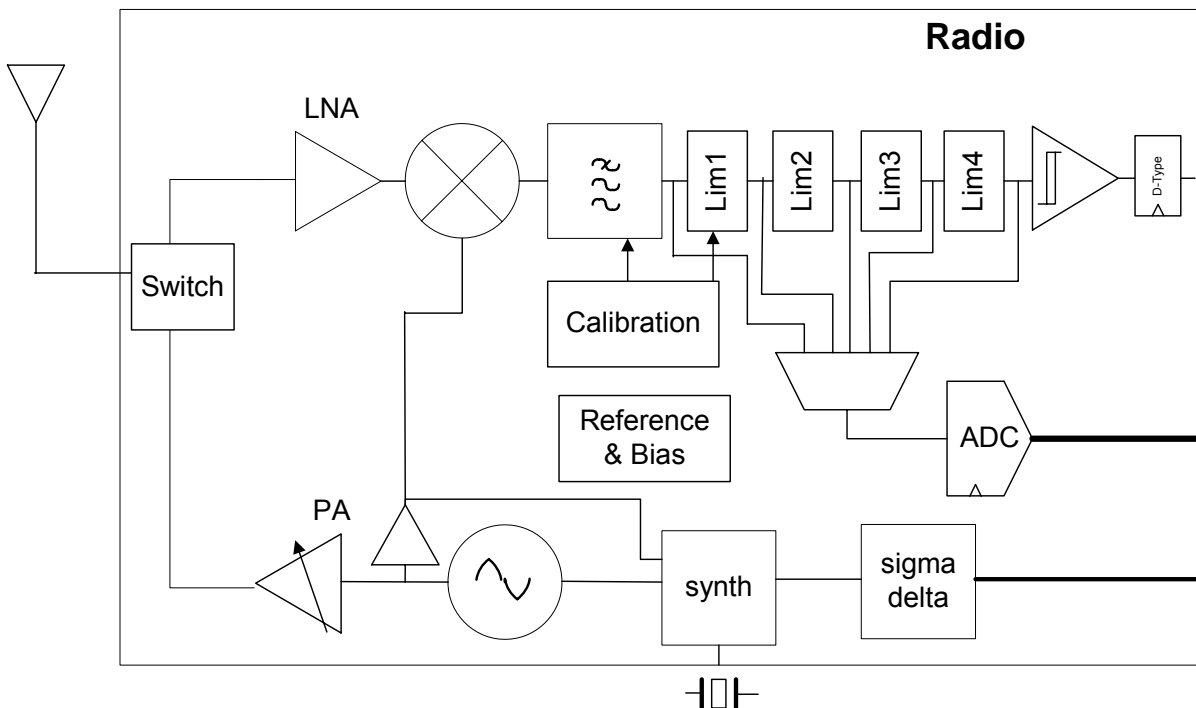 Radio
LNA
Lim1
Lim2
Lim3
Lim4
D-Type
Switch
Calibration
Reference
& Bias
ADC
PA
synth
sigma
delta